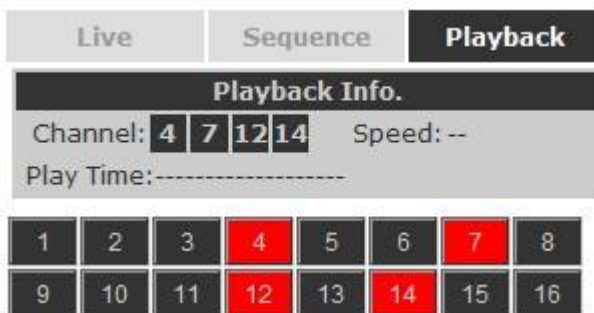 Live Sequence Playback
Playback Info.
Channel: 4 7 12 14 Speed: --
Play Time:-------------------
1 2 3 4 5 6 7 8
9 10 11 12 13 14 15 16